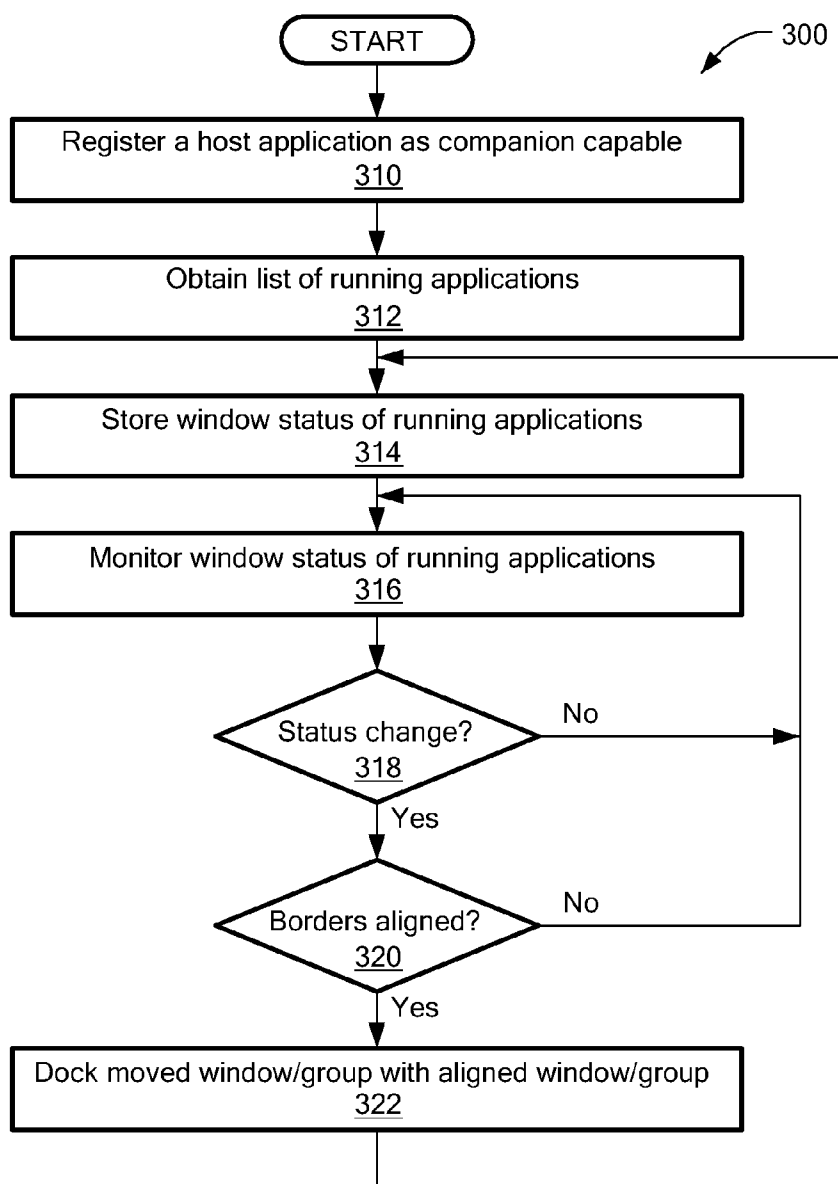 START
300
Register a host application as companion capable
310
Obtain list of running applications
312
Store window status of running applications
314
Monitor window status of running applications
316
Status change?
318
No
Yes
Borders aligned?
320
No
Yes
Dock moved window/group with aligned window/group
322